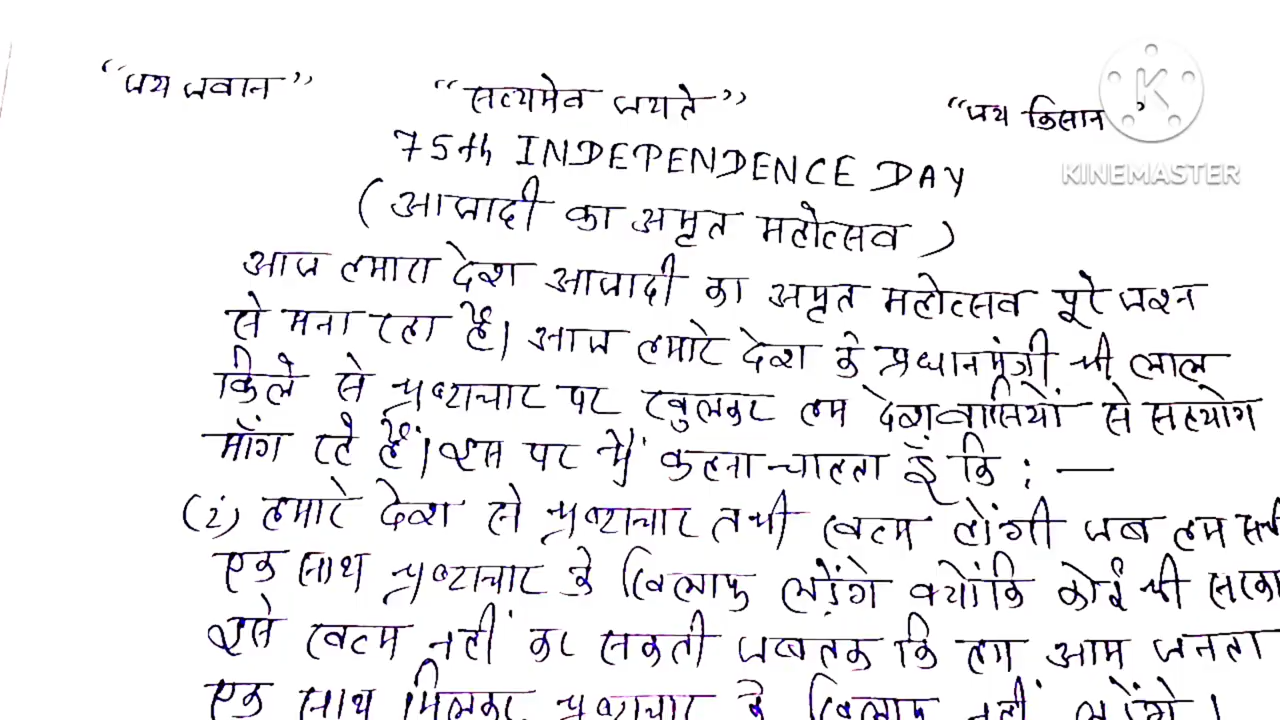 "जय जवान" "सत्यमेव जयते" "जय किसान"
KINEMASTER
75th INDEPENDENCE DAY
(आजादी का अमृत महोत्सव)
आज हमारा देश आजादी का अमृत महोत्सव पूरे जश्न
से मना रहा है। आज हमारे देश के प्रधानमंत्री भी लाल
किले से भ्रष्टाचार पर खुलकर हम देशवासियों से सहयोग
माँग रहे हैं। इस पर मैं कहना चाहता हूँ कि : —
(i) हमारे देश से भ्रष्टाचार तभी खत्म होंगी जब हम सभी
एक साथ भ्रष्टाचार के खिलाफ लड़ेंगे क्योंकि कोई भी
इसे खत्म नहीं कर सकती जबतक कि हम आम जनता
एक साथ मिलकर भ्रष्टाचार के खिलाफ नहीं लड़ेंगे।